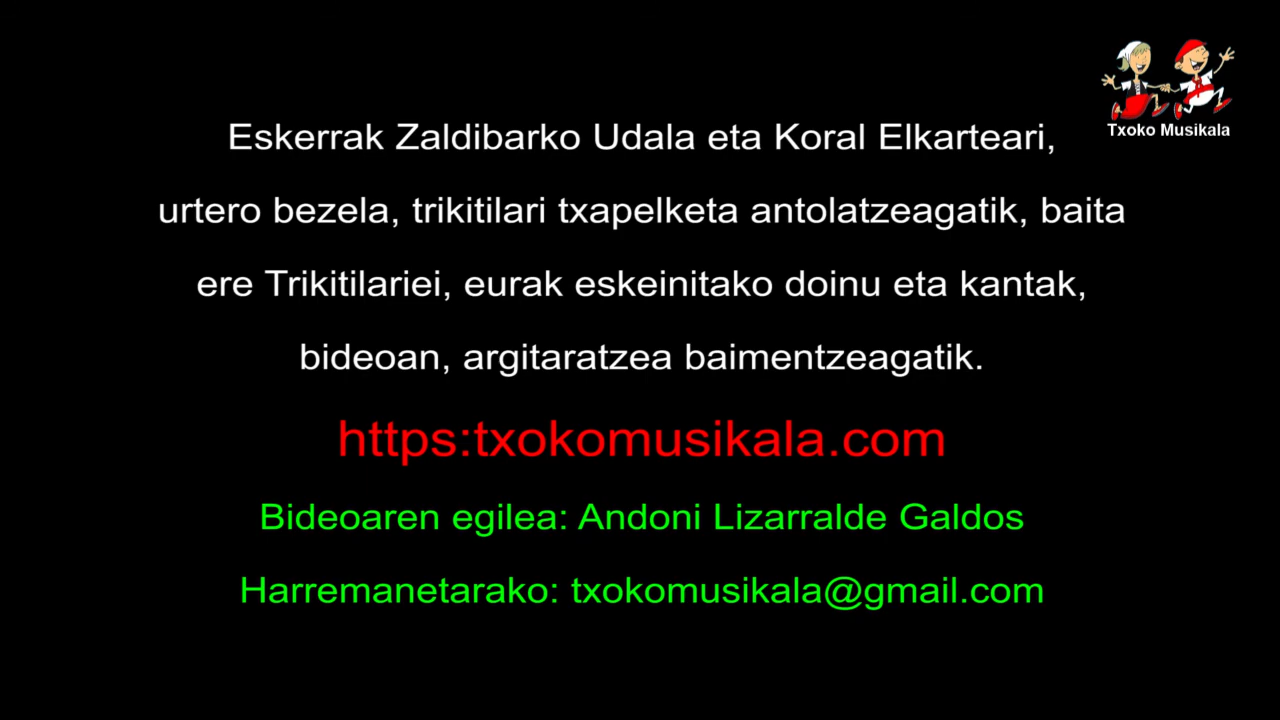 Txoko Musikala
Eskerrak Zaldibarko Udala eta Koral Elkarteari,
urtero bezela, trikitilari txapelketa antolatzeagatik, baita
ere Trikitilariei, eurak eskeinitako doinu eta kantak,
bideoan, argitaratzea baimentzeagatik.
https:txokomusikala.com
Bideoaren egilea: Andoni Lizarralde Galdos
Harremanetarako: txokomusikala@gmail.com